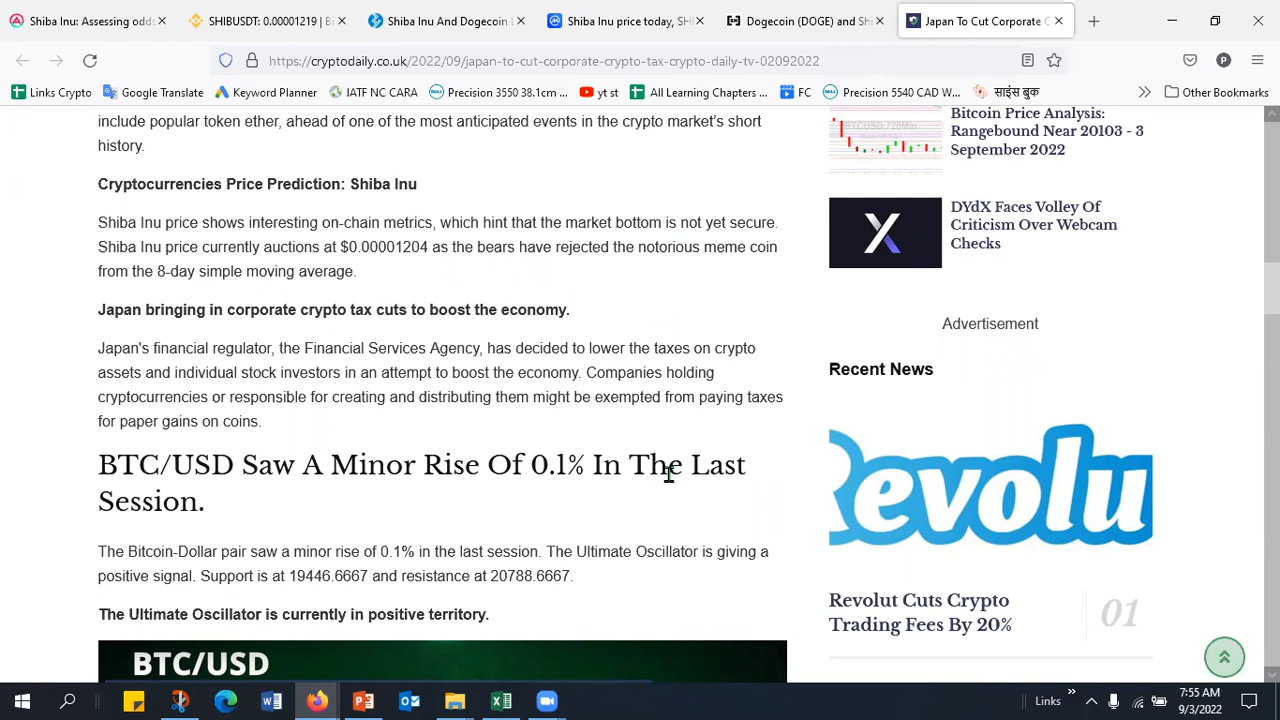 Shiba Inu: Assessing odds
SHIBUSDT: 0.00001219 | Bi
Shiba Inu And Dogecoin L
Shiba Inu price today, SHI
Dogecoin (DOGE) and Shi
Japan To Cut Corporate C
https://cryptodaily.co.uk/2022/09/japan-to-cut-corporate-crypto-tax-crypto-daily-tv-02092022
P
Links Crypto
Google Translate
Keyword Planner
IATF NC CARA
Precision 3550 38.1cm ...
yt st
All Learning Chapters ...
FC
Precision 5540 CAD W...
साइंस बुक
Other Bookmarks
include popular token ether, ahead of one of the most anticipated events in the crypto market's short
history.
Cryptocurrencies Price Prediction: Shiba Inu
Shiba Inu price shows interesting on-chain metrics, which hint that the market bottom is not yet secure.
Shiba Inu price currently auctions at $0.00001204 as the bears have rejected the notorious meme coin
from the 8-day simple moving average.
Japan bringing in corporate crypto tax cuts to boost the economy.
Japan's financial regulator, the Financial Services Agency, has decided to lower the taxes on crypto
assets and individual stock investors in an attempt to boost the economy. Companies holding
cryptocurrencies or responsible for creating and distributing them might be exempted from paying taxes
for paper gains on coins.
BTC/USD Saw A Minor Rise Of 0.1% In The Last
Session.
The Bitcoin-Dollar pair saw a minor rise of 0.1% in the last session. The Ultimate Oscillator is giving a
positive signal. Support is at 19446.6667 and resistance at 20788.6667.
The Ultimate Oscillator is currently in positive territory.
BTC/USD
Bitcoin Price Analysis:
Rangebound Near 20103 - 3
September 2022
DYdX Faces Volley Of
Criticism Over Webcam
Checks
Advertisement
Recent News
Revolu
Revolut Cuts Crypto
Trading Fees By 20%
01
Links
7:55 AM
9/3/2022